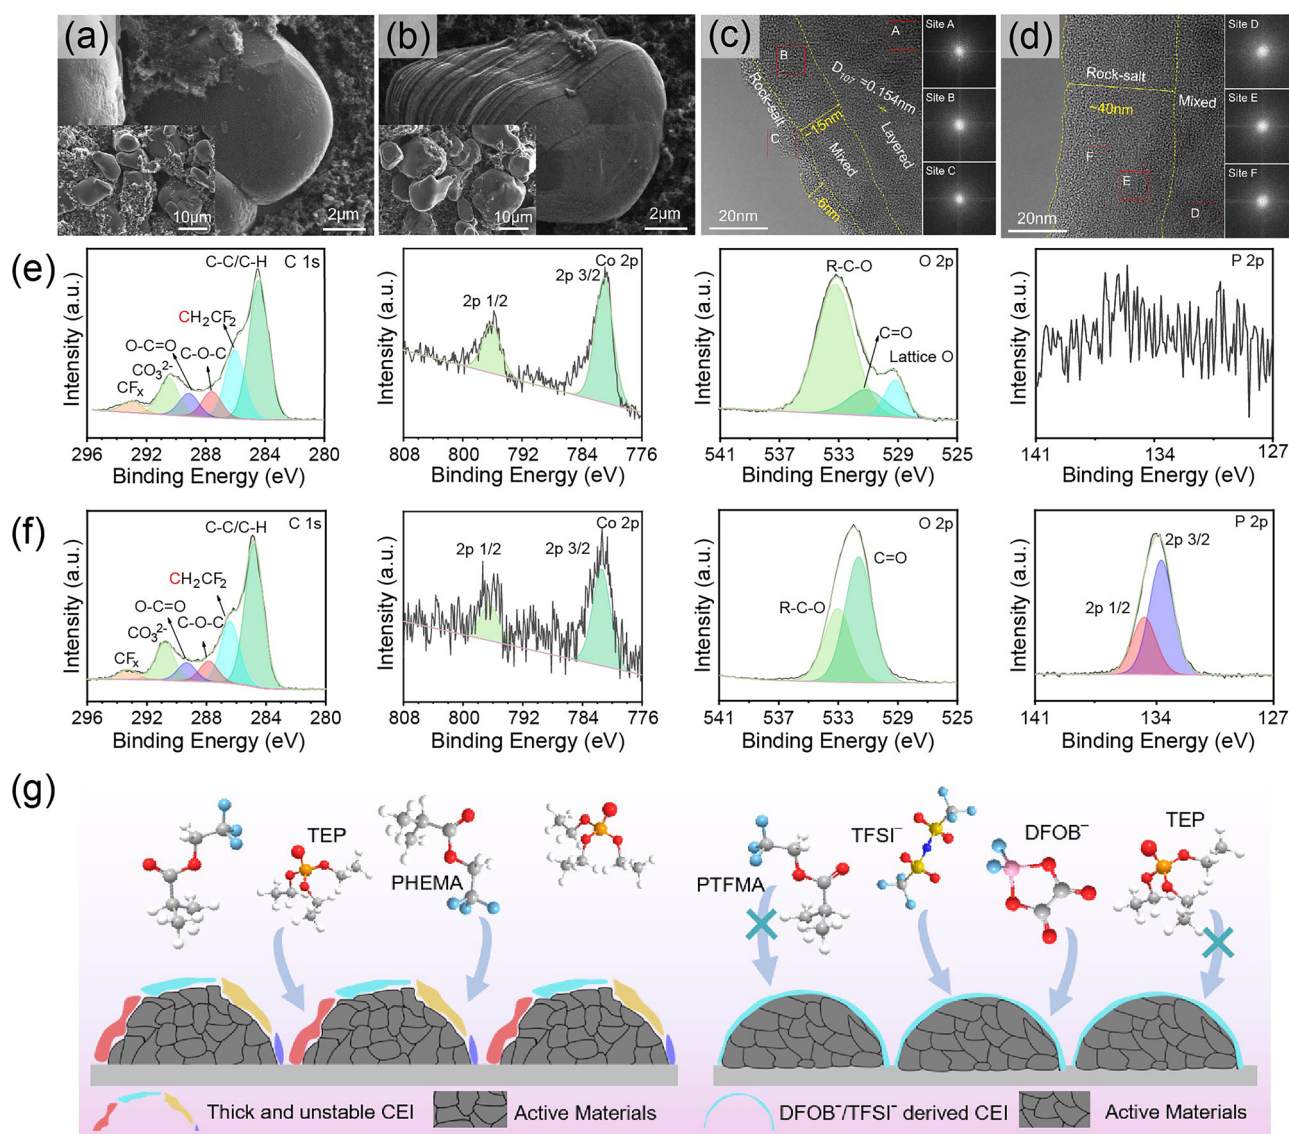 (a)
10μm
2μm
(b)
10μm
2μm
(c)
A
B
D107 =0.154nm
Rock-salt
~15nm
C
Mixed
Layered
~6nm
20nm
Site A
Site B
Site C
(d)
Rock-salt
Mixed
~40nm
F
E
D
20nm
Site D
Site E
Site F
(e)
C-C/C-H
C 1s
CH2CF2
O-C=O
C-O-C
CO3 2-
CFx
Intensity (a.u.)
296 292 288 284 280
Binding Energy (eV)
Co 2p
2p 3/2
2p 1/2
Intensity (a.u.)
808 800 792 784 776
Binding Energy (eV)
R-C-O
O 2p
C=O
Lattice O
Intensity (a.u.)
541 537 533 529 525
Binding Energy (eV)
P 2p
Intensity (a.u.)
141 134 127
Binding Energy (eV)
(f)
C-C/C-H
C 1s
CH2CF2
O-C=O
C-O-C
CO3 2-
CFx
Intensity (a.u.)
296 292 288 284 280
Binding Energy (eV)
Co 2p
2p 1/2
2p 3/2
Intensity (a.u.)
808 800 792 784 776
Binding Energy (eV)
O 2p
C=O
R-C-O
Intensity (a.u.)
541 537 533 529 525
Binding Energy (eV)
P 2p
2p 3/2
2p 1/2
Intensity (a.u.)
141 134 127
Binding Energy (eV)
(g)
TEP
PHEMA
PTFMA
TFSI−
DFOB−
TEP
Thick and unstable CEI
Active Materials
DFOB−/TFSI− derived CEI
Active Materials